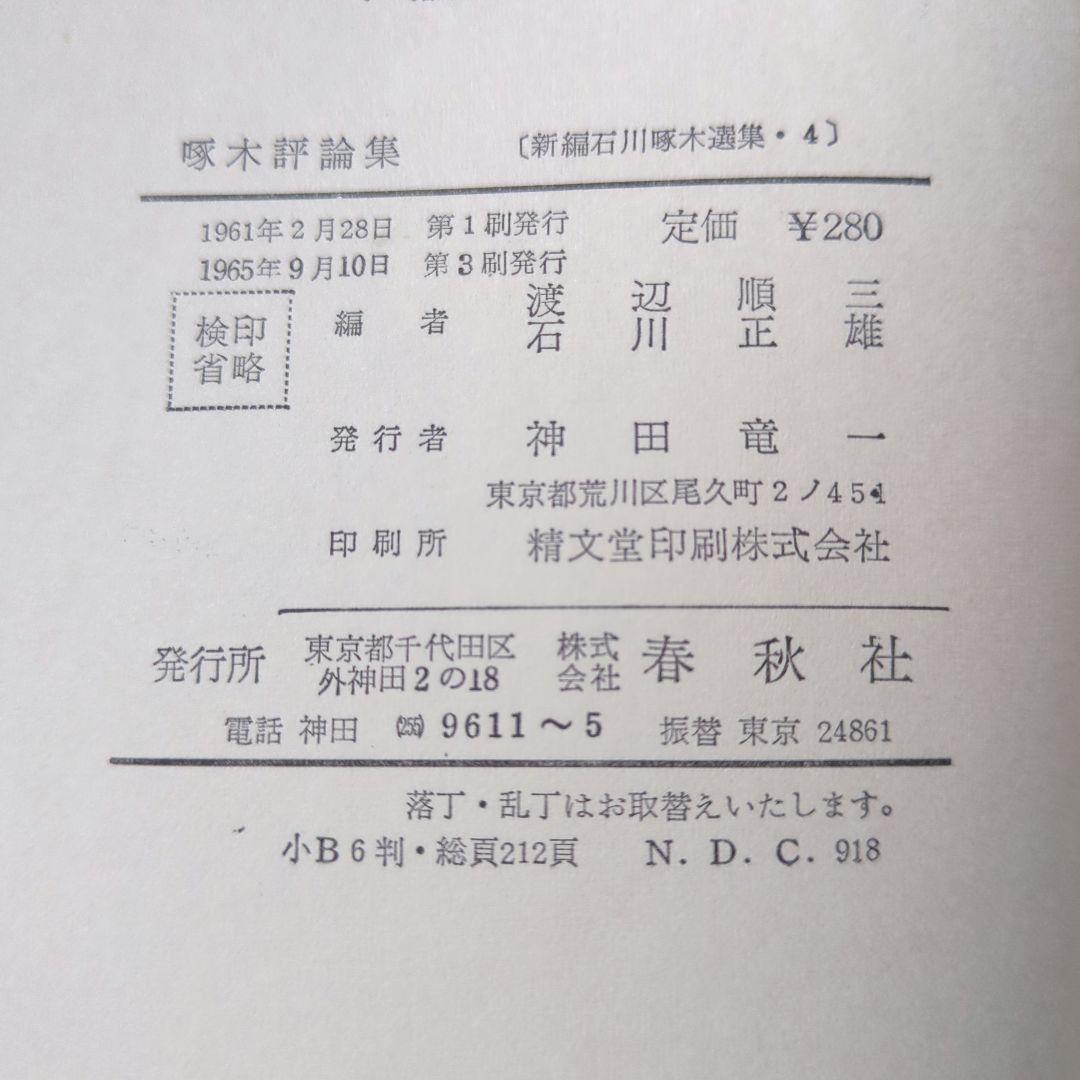 啄木評論集 〔新編石川啄木選集・4〕
1961年2月28日 第1刷発行 定価 ￥280
1965年9月10日 第3刷発行
検印
省略
編者 渡辺順三
石川正雄
発行者 神田竜一
東京都荒川区尾久町2ノ451
印刷所 精文堂印刷株式会社
発行所 東京都千代田区
外神田2の18
株式
会社
春秋社
電話 神田 (255) 9611～5 振替 東京 24861
落丁・乱丁はお取替えいたします。
小B6判・総頁212頁 N. D. C. 918